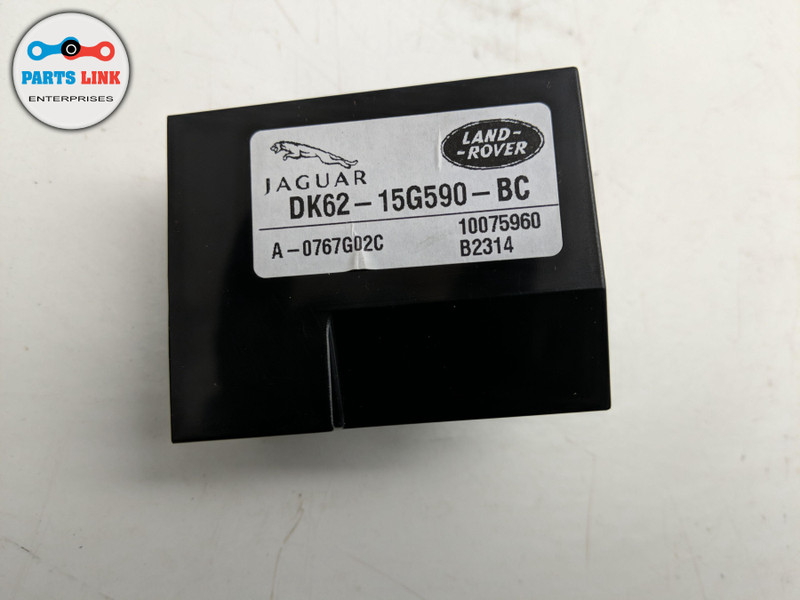 PARTS LINK
ENTERPRISES
JAGUAR
LAND-
-ROVER
DK62-15G590-BC
A-0767G02C
10075960
B2314